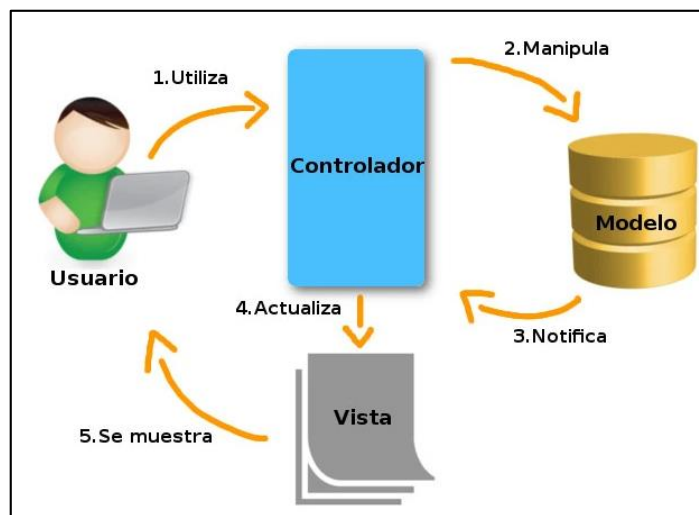 1.Utiliza
2.Manipula
Controlador
Modelo
Usuario
4.Actualiza
3.Notifica
Vista
5.Se muestra